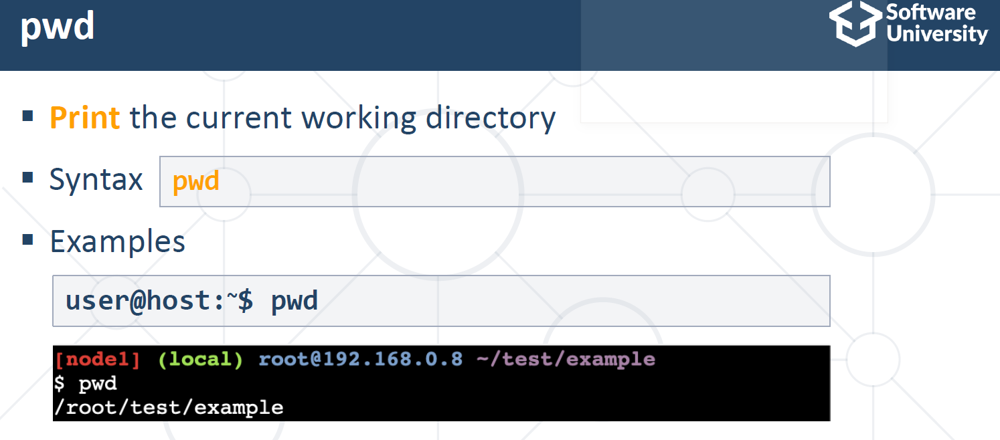 pwd
Software
University
▪ Print the current working directory
▪ Syntax
pwd
▪ Examples
user@host:~$ pwd
[node1] (local) root@192.168.0.8 ~/test/example
$ pwd
/root/test/example